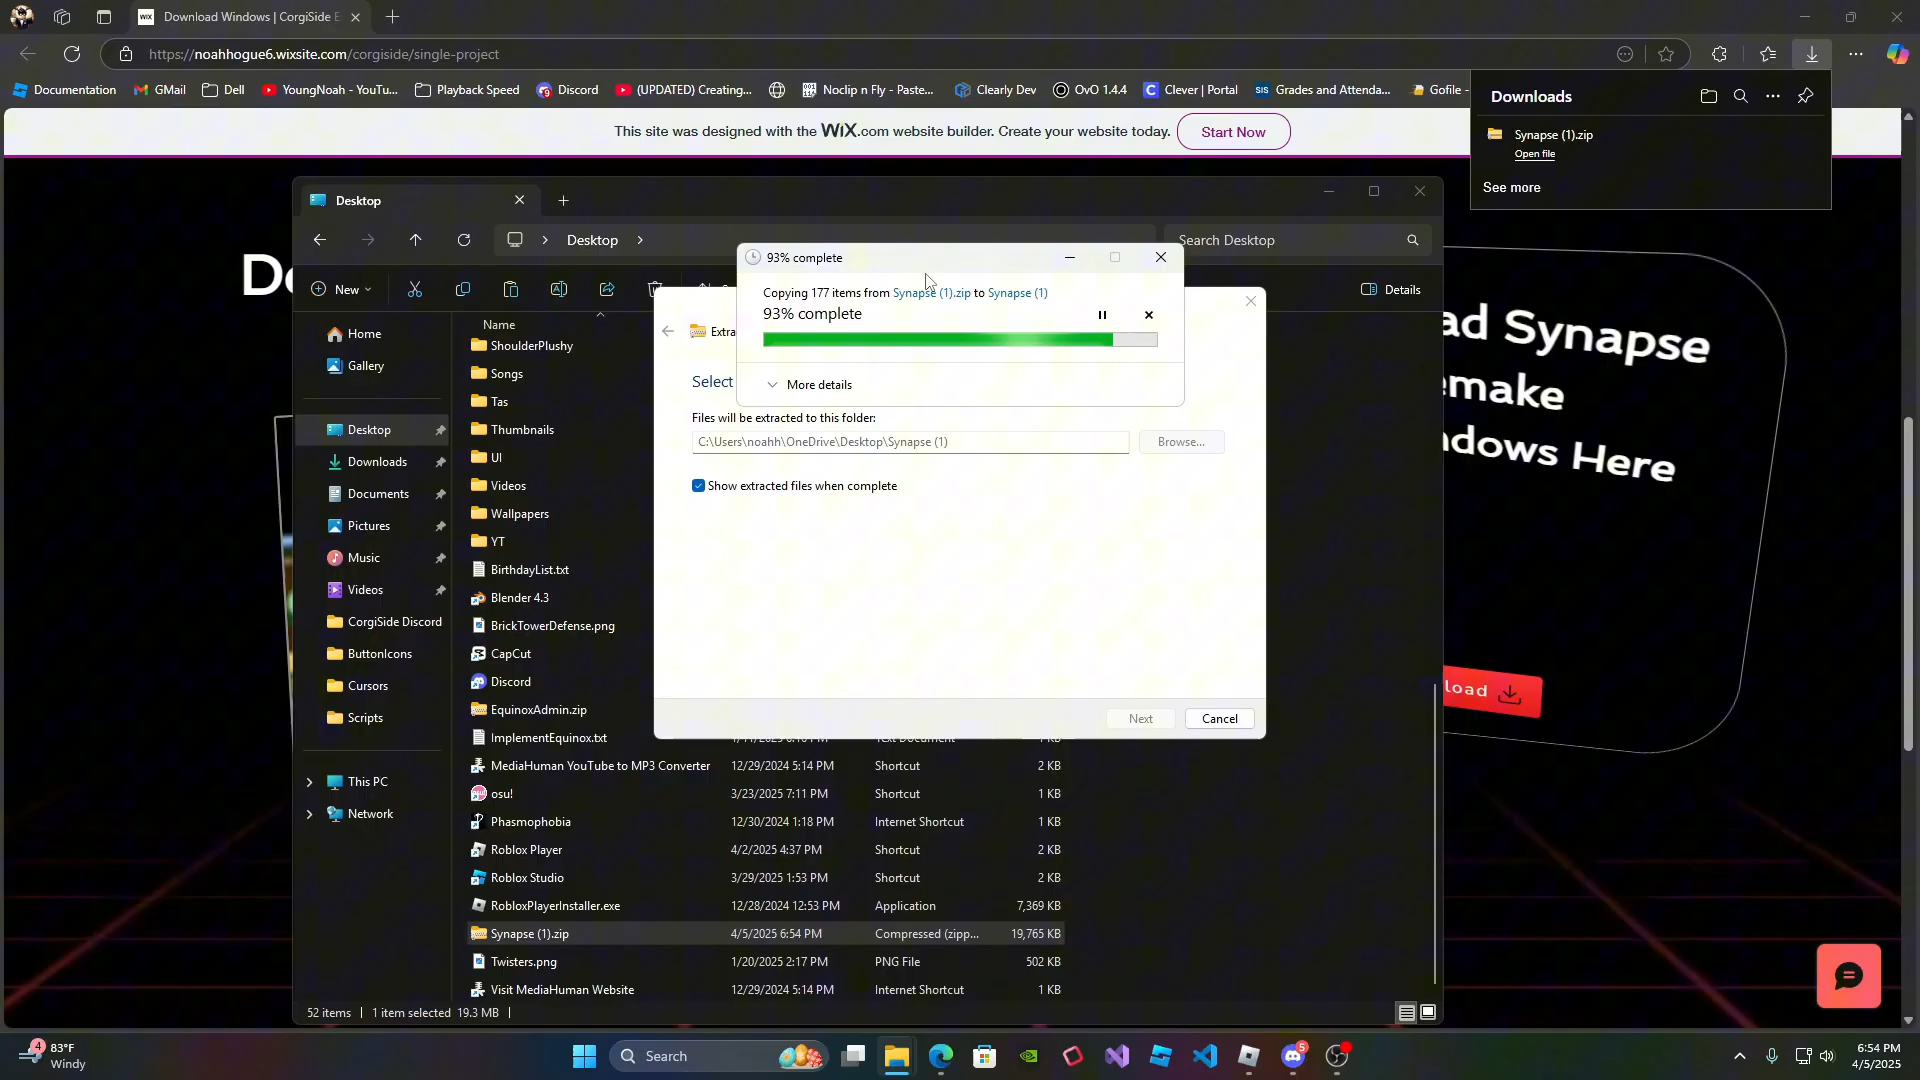 Download Windows | CorgiSide E
https://noahhogue6.wixsite.com/corgiside/single-project
Documentation
GMail
Dell
YoungNoah - YouTu...
Playback Speed
Discord
(UPDATED) Creating...
Noclip n Fly - Paste...
Clearly Dev
OvO 1.4.4
Clever | Portal
Grades and Attenda...
Gofile -
This site was designed with the WiX.com website builder. Create your website today.
Start Now
Downloads
Synapse (1).zip
Open file
See more
Desktop
Desktop
Search Desktop
New
Details
93% complete
Copying 177 items from Synapse (1).zip to Synapse (1)
93% complete
More details
Extra
Select
Files will be extracted to this folder:
C:\Users\noahh\OneDrive\Desktop\Synapse (1)
Browse...
Show extracted files when complete
Next
Cancel
Home
Gallery
Desktop
Downloads
Documents
Pictures
Music
Videos
CorgiSide Discord
ButtonIcons
Cursors
Scripts
This PC
Network
Name
ShoulderPlushy
Songs
Tas
Thumbnails
UI
Videos
Wallpapers
YT
BirthdayList.txt
Blender 4.3
BrickTowerDefense.png
CapCut
Discord
EquinoxAdmin.zip
ImplementEquinox.txt
MediaHuman YouTube to MP3 Converter 12/29/2024 5:14 PM Shortcut 2 KB
osu! 3/23/2025 7:11 PM Shortcut 1 KB
Phasmophobia 12/30/2024 1:18 PM Internet Shortcut 1 KB
Roblox Player 4/2/2025 4:37 PM Shortcut 2 KB
Roblox Studio 3/29/2025 1:53 PM Shortcut 2 KB
RobloxPlayerInstaller.exe 12/28/2024 12:53 PM Application 7,369 KB
Synapse (1).zip 4/5/2025 6:54 PM Compressed (zipp... 19,765 KB
Twisters.png 1/20/2025 2:17 PM PNG File 502 KB
Visit MediaHuman Website 12/29/2024 5:14 PM Internet Shortcut 1 KB
52 items
1 item selected 19.3 MB
ad Synapse
emake
ndows Here
load
4
83°F
Windy
Search
5
6:54 PM
4/5/2025